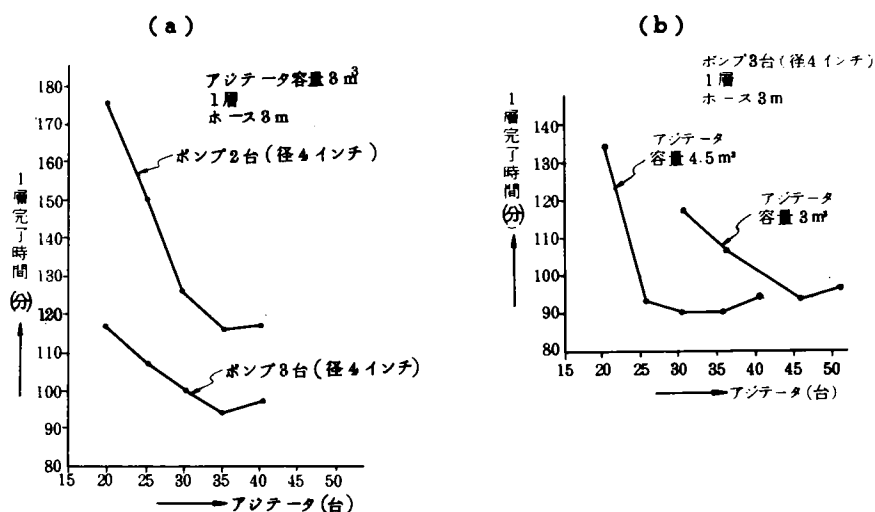 (a)
アジテータ容量3m³
1層
ホース3m
ポンプ2台(径4インチ)
ポンプ3台(径4インチ)
1層完了時間(分)
180
170
160
150
140
130
120
110
100
90
80
15 20 25 30 35 40 45 50
アジテータ(台)
(b)
ポンプ3台(径4インチ)
1層
ホース3m
アジテータ
容量4.5m³
アジテータ
容量3m³
1層完了時間(分)
140
130
120
110
100
90
80
15 20 25 30 35 40 45 50
アジテータ(台)